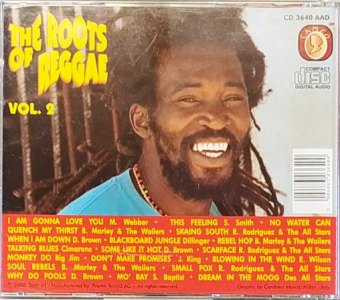 THE ROOTS
OF REGGAE
VOL. 2
CD 3640 AAD
COMPACT
disc
DIGITAL AUDIO
I AM GONNA LOVE YOU M. Webber · THIS FEELING S. Smith · NO WATER CAN
QUENCH MY THIRST B. Marley & The Wailers · SKAING SOUTH R. Rodriguez & The All Stars
WHEN I AM DOWN D. Brown · BLACKBOARD JUNGLE Dillinger · REBEL HOP B. Marley & The Wailers
TALKING BLUES Cimarons · SOME LIKE IT HOT D. Brown · SCARFACE R. Rodriguez & The All Stars
MONKEY DO Big Jim · DON'T MAKE PROMISES J. King · BLOWING IN THE WIND E. Wilson
SOUL REBELS B. Marley & The Wailers · SMALL FOX R. Rodriguez & The All Stars
WHY DO FOOLS D. Brown · MO' BAY S. Baptist · DREAM IN THE MOOG Des All Stars
All rights reserved